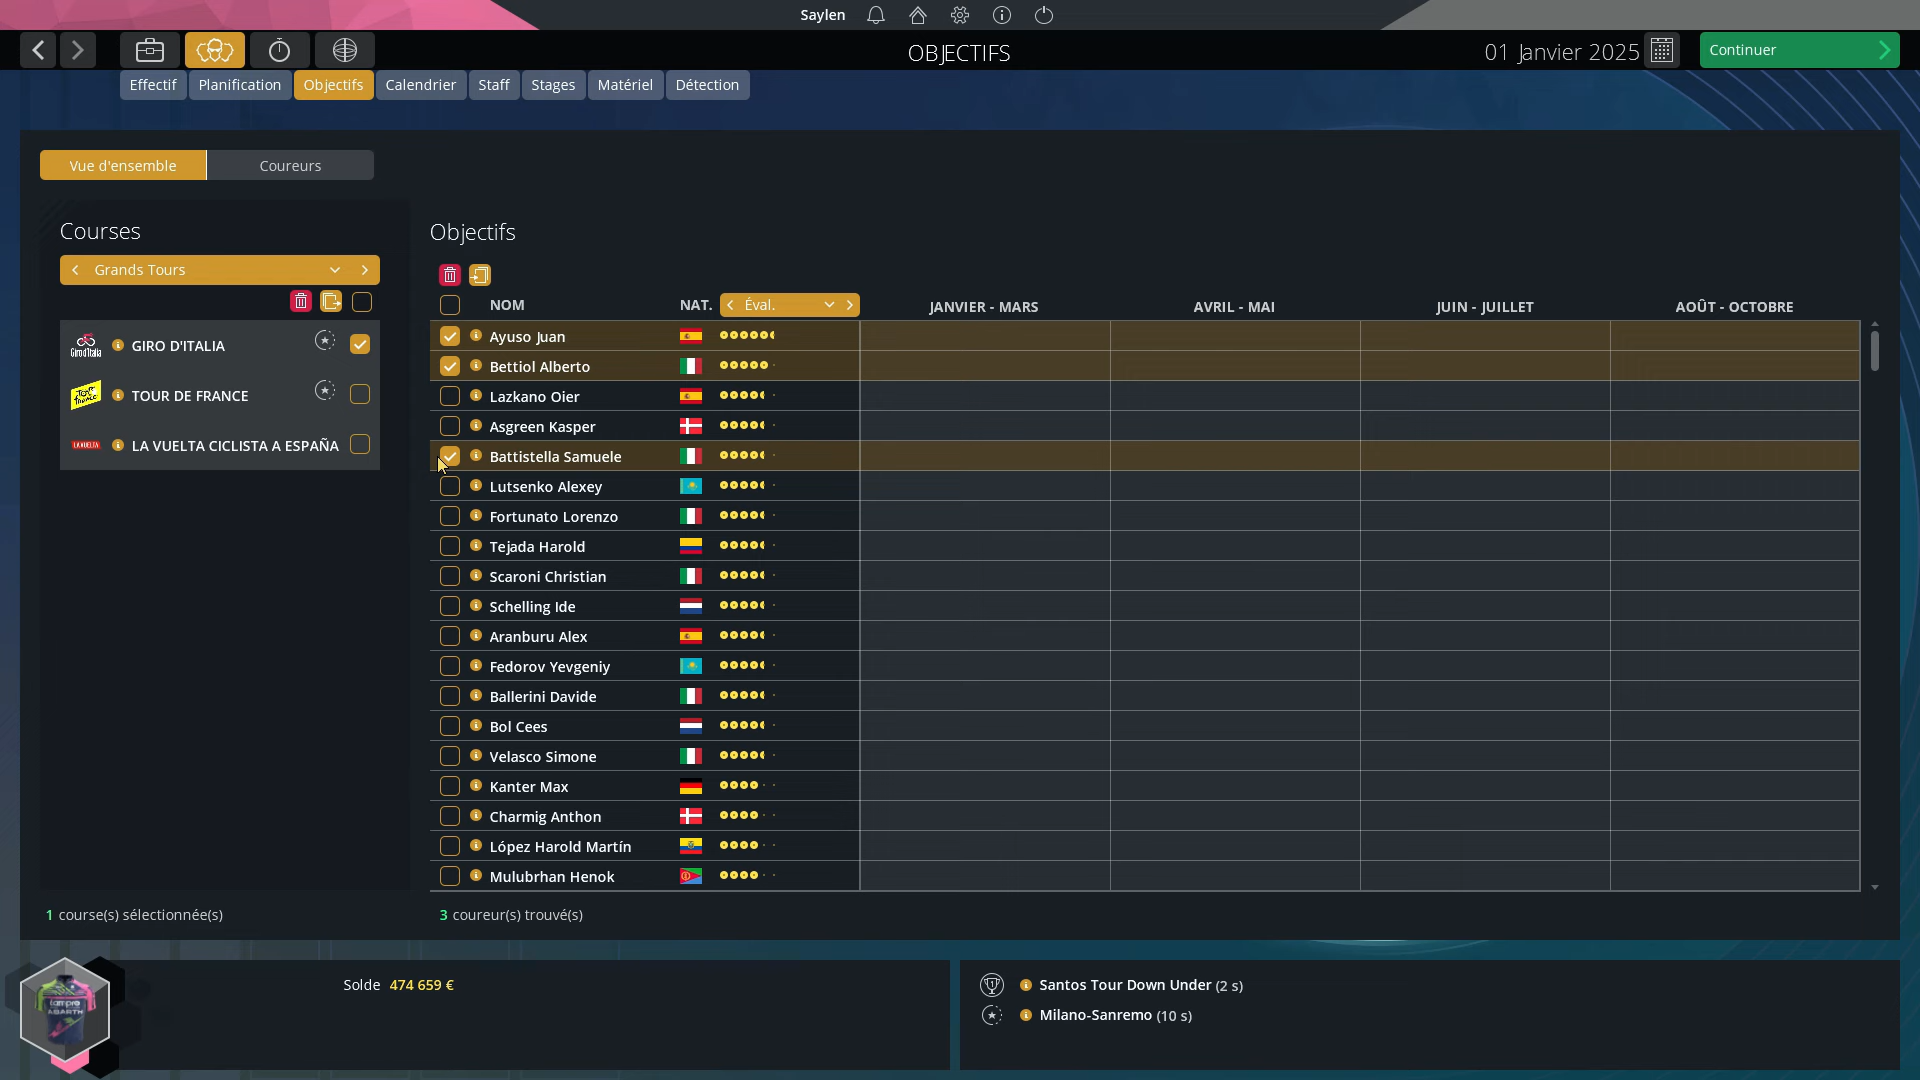 Saylen
OBJECTIFS
01 Janvier 2025
Continuer
Effectif
Planification
Objectifs
Calendrier
Staff
Stages
Matériel
Détection
Vue d'ensemble
Coureurs
Courses
Grands Tours
GIRO D'ITALIA
TOUR DE FRANCE
LA VUELTA CICLISTA A ESPAÑA
1 course(s) sélectionnée(s)
Objectifs
NOM NAT. Éval. JANVIER - MARS AVRIL - MAI JUIN - JUILLET AOÛT - OCTOBRE
Ayuso Juan
Bettiol Alberto
Lazkano Oier
Asgreen Kasper
Battistella Samuele
Lutsenko Alexey
Fortunato Lorenzo
Tejada Harold
Scaroni Christian
Schelling Ide
Aranburu Alex
Fedorov Yevgeniy
Ballerini Davide
Bol Cees
Velasco Simone
Kanter Max
Charmig Anthon
López Harold Martín
Mulubrhan Henok
3 coureur(s) trouvé(s)
Solde 474 659 €
Santos Tour Down Under (2 s)
Milano-Sanremo (10 s)